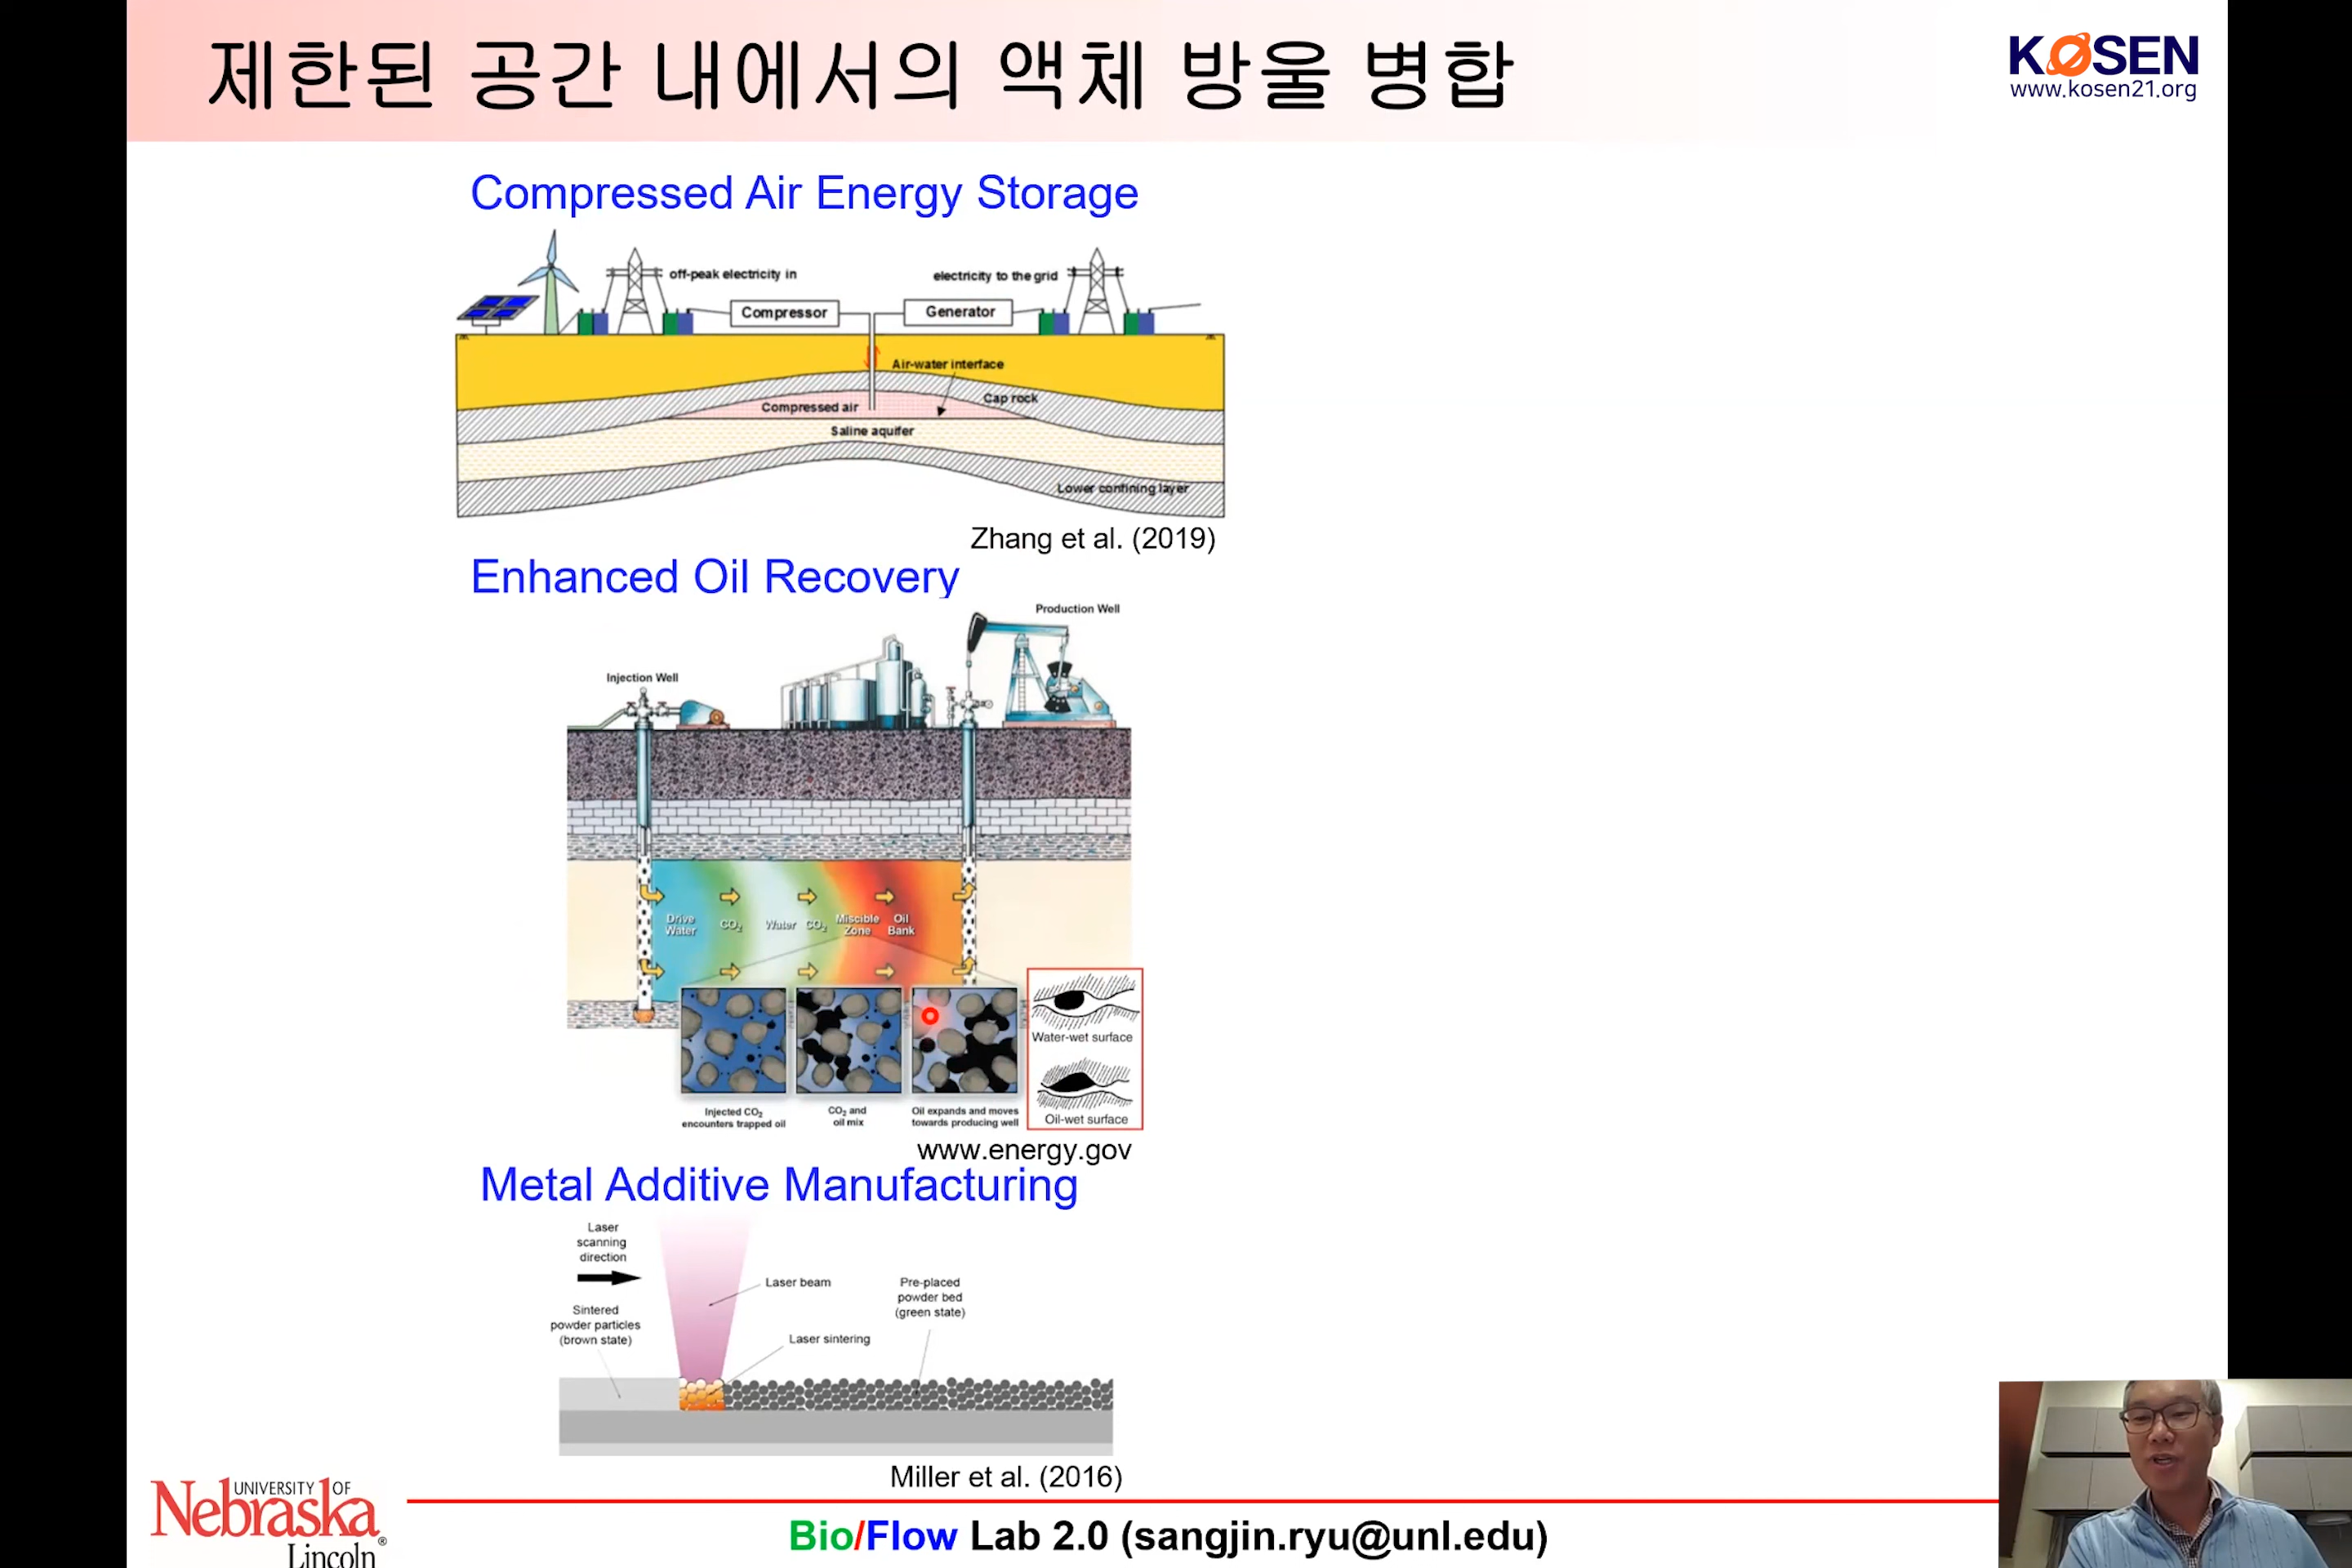 제한된 공간 내에서의 액체 방울 병합
KOSEN
www.kosen21.org
Compressed Air Energy Storage
off-peak electricity in
electricity to the grid
Compressor
Generator
Air-water interface
Cap rock
Compressed air
Saline aquifer
Lower confining layer
Zhang et al. (2019)
Enhanced Oil Recovery
Production Well
Injection Well
Drive
Water
CO₂
Water
CO₂
Miscible
Zone
Oil
Bank
Water-wet surface
Oil-wet surface
Injected CO₂
encounters trapped oil
CO₂ and
oil mix
Oil expands and moves
towards producing well
www.energy.gov
Metal Additive Manufacturing
Laser
scanning
direction
Laser beam
Pre-placed
powder bed
(green state)
Sintered
powder particles
(brown state)
Laser sintering
Miller et al. (2016)
UNIVERSITY OF
Nebraska®
Lincoln
Bio/Flow Lab 2.0 (sangjin.ryu@unl.edu)